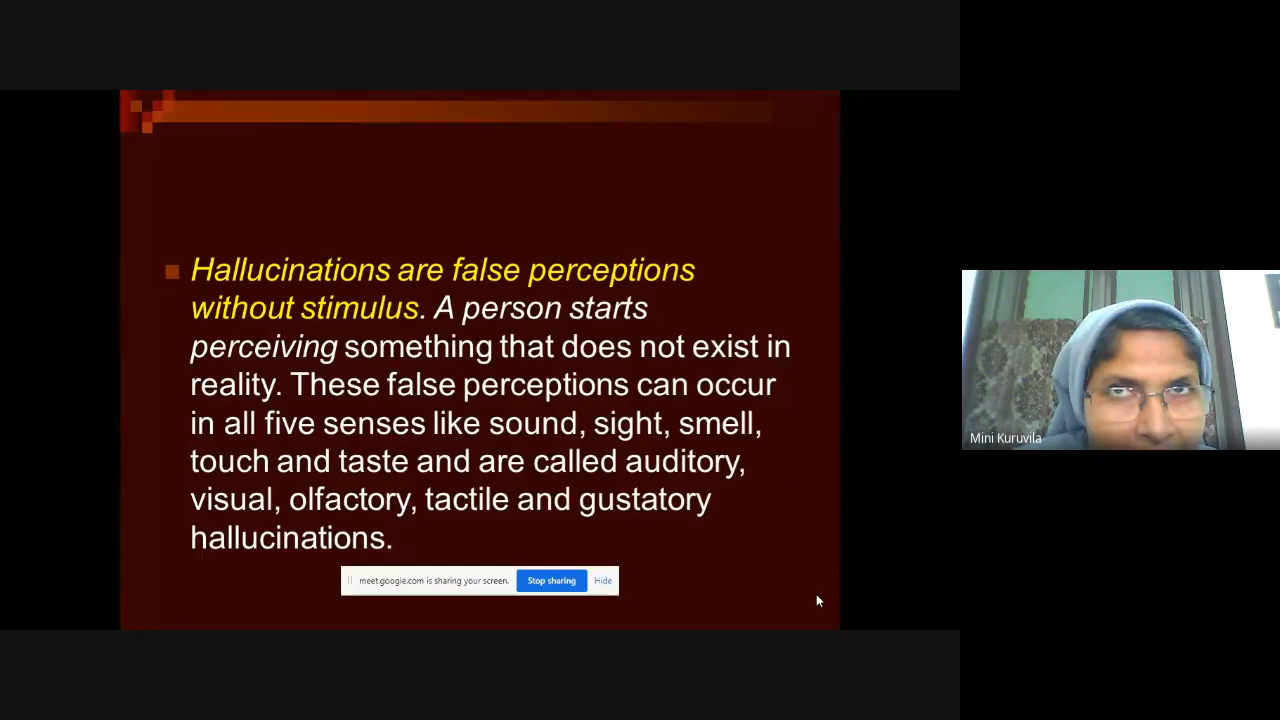 Hallucinations are false perceptions
without stimulus. A person starts
perceiving something that does not exist in
reality. These false perceptions can occur
in all five senses like sound, sight, smell,
touch and taste and are called auditory,
visual, olfactory, tactile and gustatory
hallucinations.
meet.google.com is sharing your screen. Stop sharing Hide
Mini Kuruvila